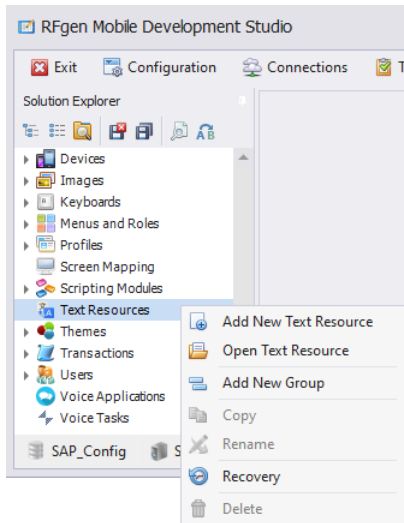 RFgen Mobile Development Studio
Exit Configuration Connections T
Solution Explorer
Devices
Images
Keyboards
Menus and Roles
Profiles
Screen Mapping
Scripting Modules
Text Resources
Themes
Transactions
Users
Voice Applications
Voice Tasks
SAP_Config S
Add New Text Resource
Open Text Resource
Add New Group
Copy
Rename
Recovery
Delete